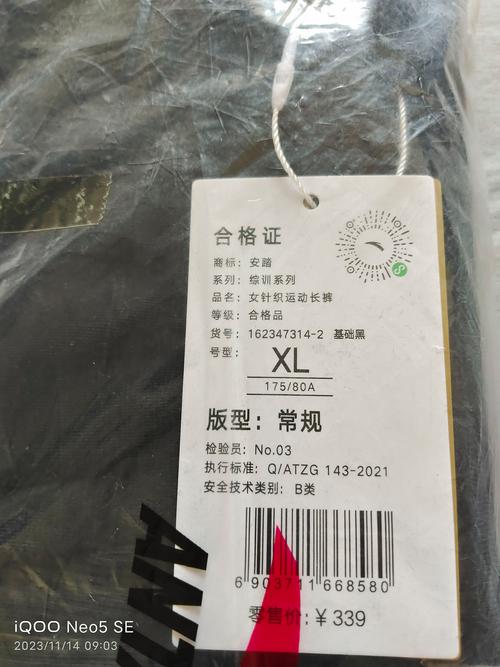 合格证
商标: 安踏
系列: 综训系列
品名: 女针织运动长裤
等级: 合格品
货号: 162347314-2 基础黑
号型:
XL
175/80A
版型: 常规
检验员: No.03
执行标准: Q/ATZG 143-2021
安全技术类别: B类
6 903711 668580
零售价: ¥ 339
iQOO Neo5 SE
2023/11/14 09:03